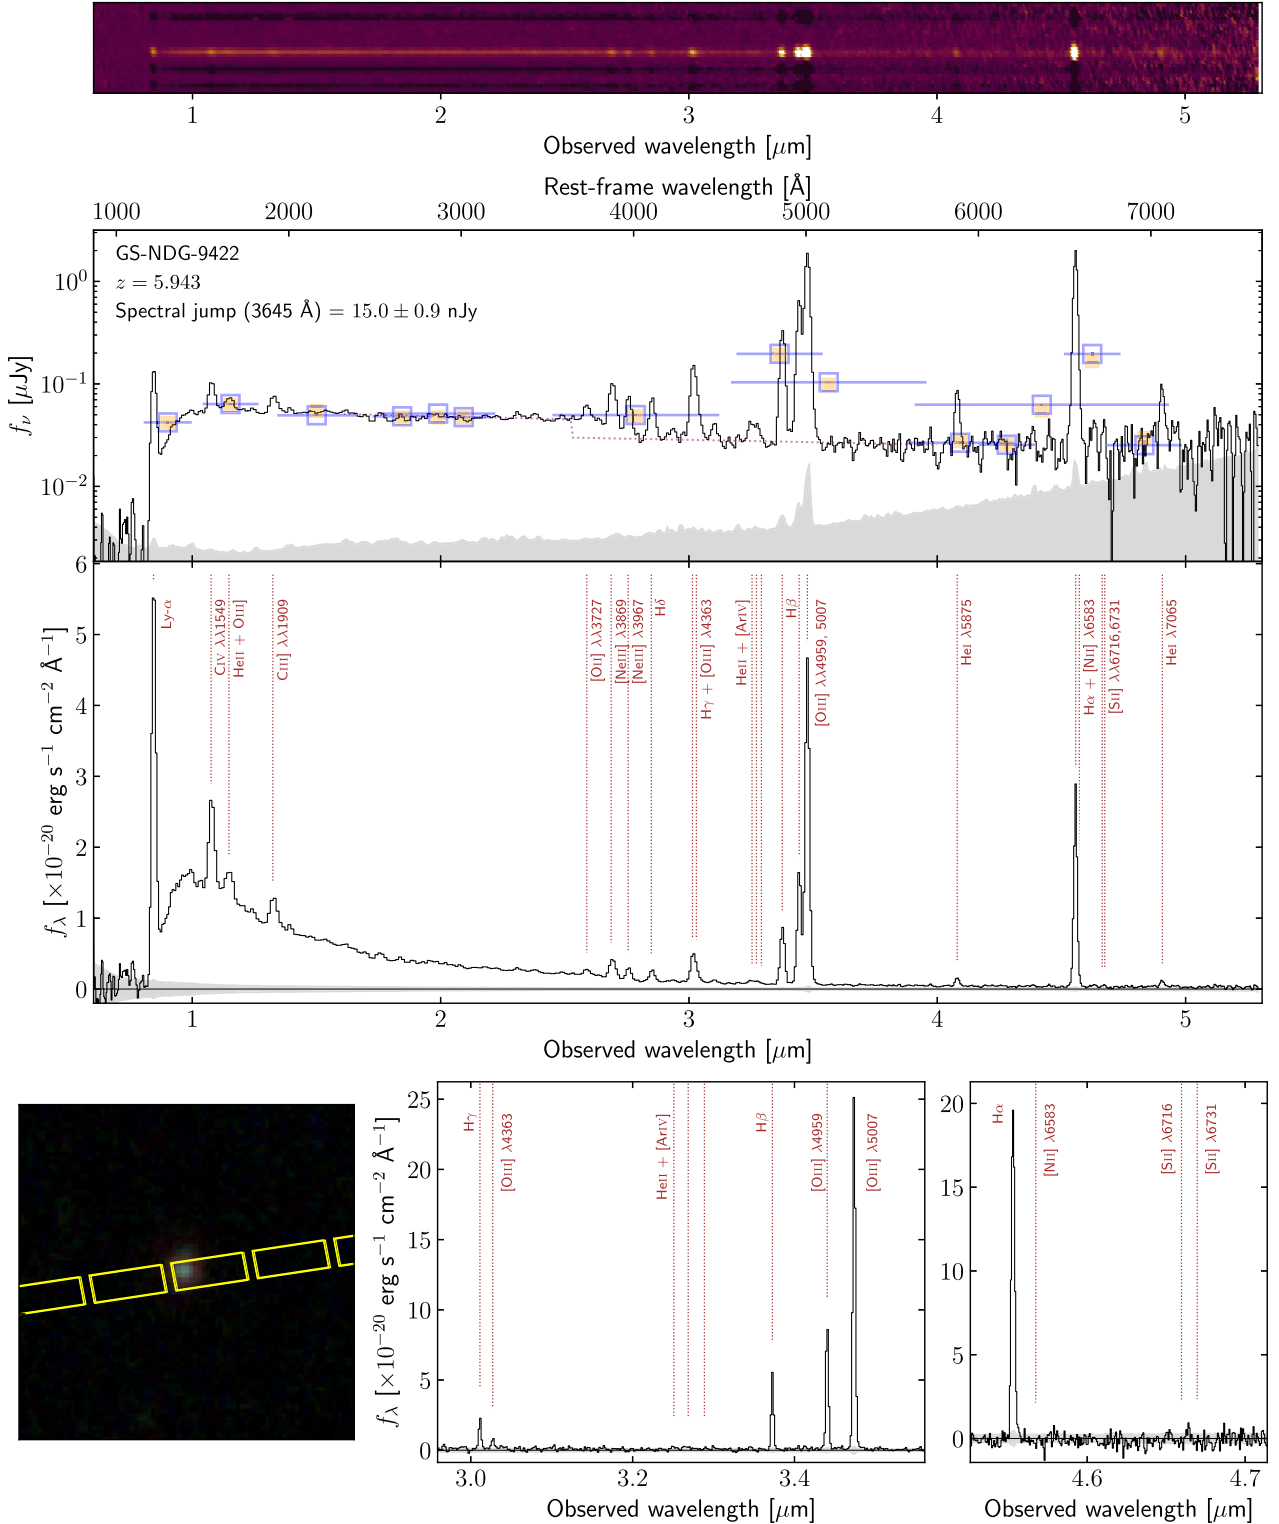 1 2 3 4 5
Observed wavelength [μm]
Rest-frame wavelength [Å]
1000 2000 3000 4000 5000 6000 7000
GS-NDG-9422
z = 5.943
Spectral jump (3645 Å) = 15.0 ± 0.9 nJy
10⁰
10⁻¹
10⁻²
f_ν [μJy]
6
5
4
3
2
1
0
f_λ [×10⁻²⁰ erg s⁻¹ cm⁻² Å⁻¹]
Ly-α
CIV λλ1549
HeII + OIII]
CIII] λλ1909
[OII] λλ3727
[NeIII] λ3869
[NeIII] λ3967
Hδ
Hγ + [OIII] λ4363
HeII + [ArIV]
Hβ
[OIII] λλ4959, 5007
HeI λ5875
Hα + [NII] λ6583
[SII] λλ6716,6731
HeI λ7065
1 2 3 4 5
Observed wavelength [μm]
25
20
15
10
5
0
f_λ [×10⁻²⁰ erg s⁻¹ cm⁻² Å⁻¹]
Hγ
[OIII] λ4363
HeII + [ArIV]
Hβ
[OIII] λ4959
[OIII] λ5007
3.0 3.2 3.4
Observed wavelength [μm]
20
15
10
5
0
Hα
[NII] λ6583
[SII] λ6716
[SII] λ6731
4.6 4.7
Observed wavelength [μm]